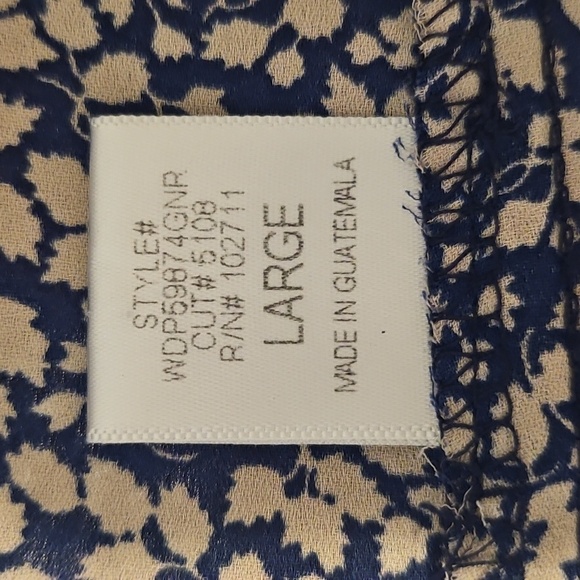 STYLE#
WDP59874GNR
CUT# 5108
R/N# 102711
LARGE
MADE IN GUATEMALA